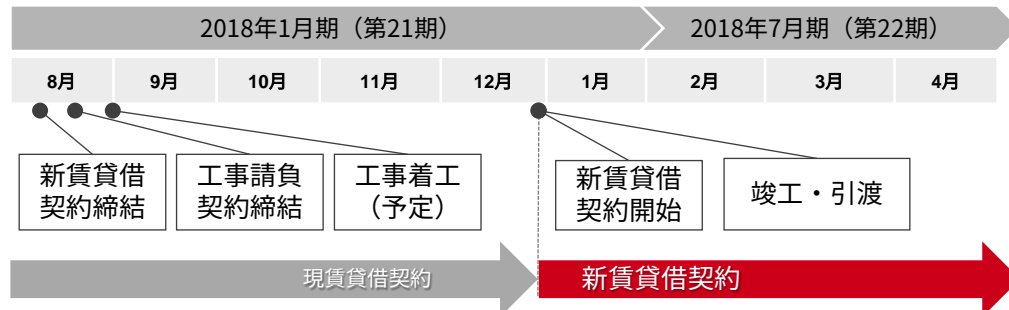 2018年1月期（第21期）
2018年7月期（第22期）
8月
9月
10月
11月
12月
1月
2月
3月
4月
新賃貸借
契約締結
工事請負
契約締結
工事着工
（予定）
新賃貸借
契約開始
竣工・引渡
現賃貸借契約
新賃貸借契約